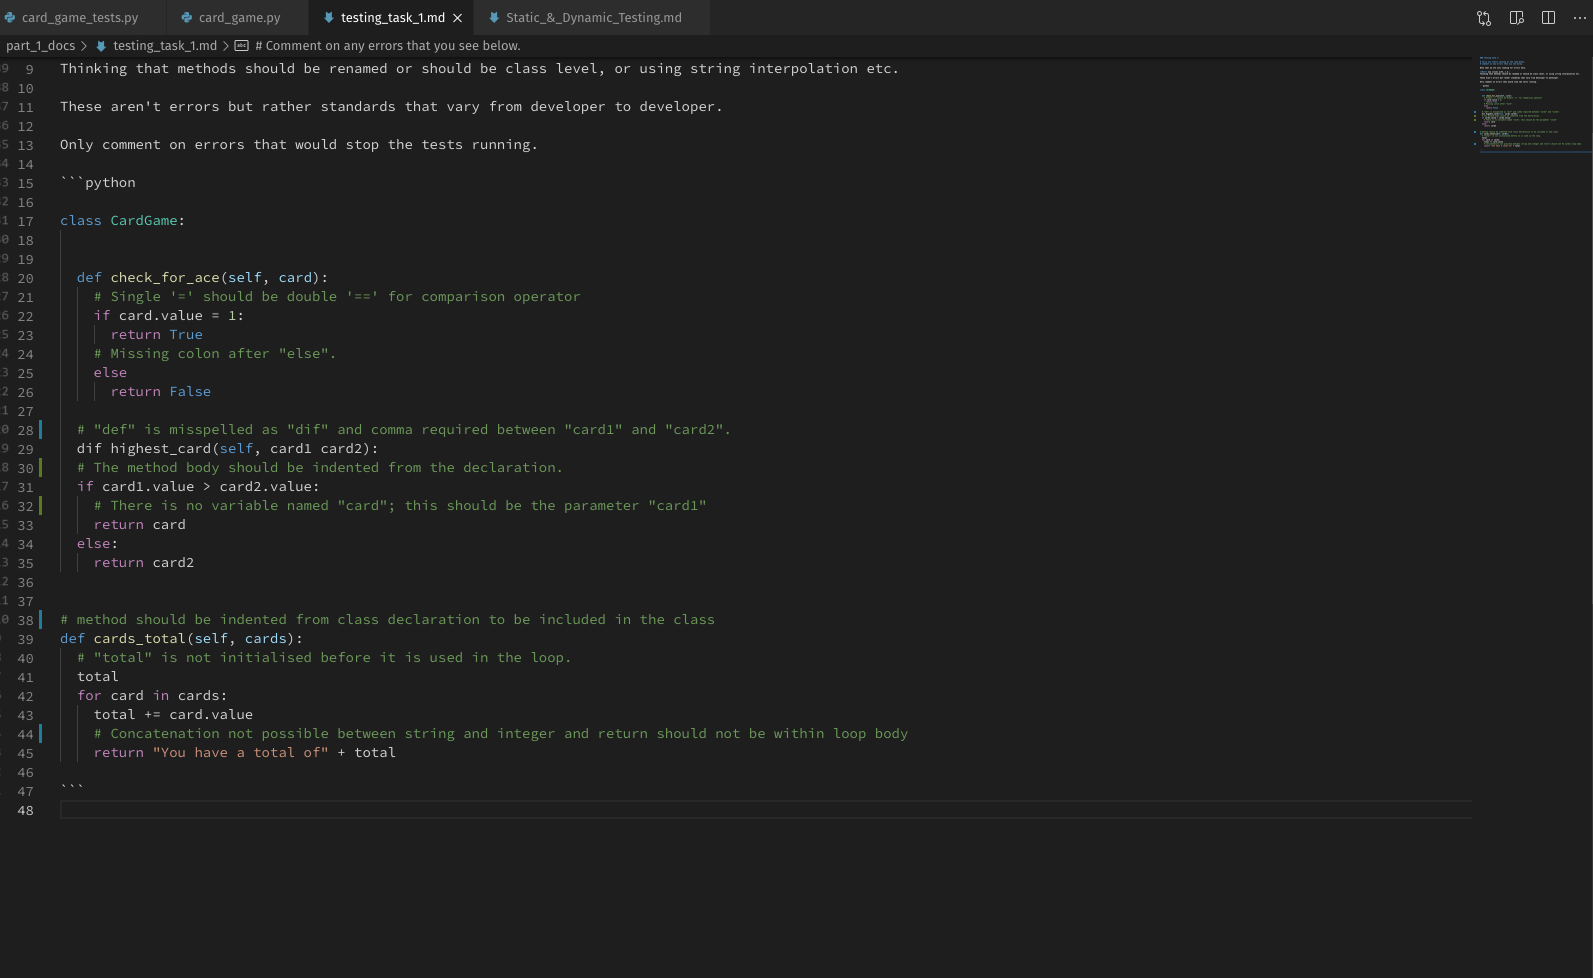 card_game_tests.py card_game.py testing_task_1.md Static_&_Dynamic_Testing.md
part_1_docs > testing_task_1.md > # Comment on any errors that you see below.
9 Thinking that methods should be renamed or should be class level, or using string interpolation etc.
10
11 These aren't errors but rather standards that vary from developer to developer.
12
13 Only comment on errors that would stop the tests running.
14
15 ```python
16
17 class CardGame:
18
19
20   def check_for_ace(self, card):
21     # Single '=' should be double '==' for comparison operator
22     if card.value = 1:
23       return True
24     # Missing colon after "else".
25     else
26       return False
27
28   # "def" is misspelled as "dif" and comma required between "card1" and "card2".
29   dif highest_card(self, card1 card2):
30   # The method body should be indented from the declaration.
31   if card1.value > card2.value:
32     # There is no variable named "card"; this should be the parameter "card1"
33     return card
34   else:
35     return card2
36
37
38 # method should be indented from class declaration to be included in the class
39 def cards_total(self, cards):
40   # "total" is not initialised before it is used in the loop.
41   total
42   for card in cards:
43     total += card.value
44     # Concatenation not possible between string and integer and return should not be within loop body
45     return "You have a total of" + total
46
47 ```
48